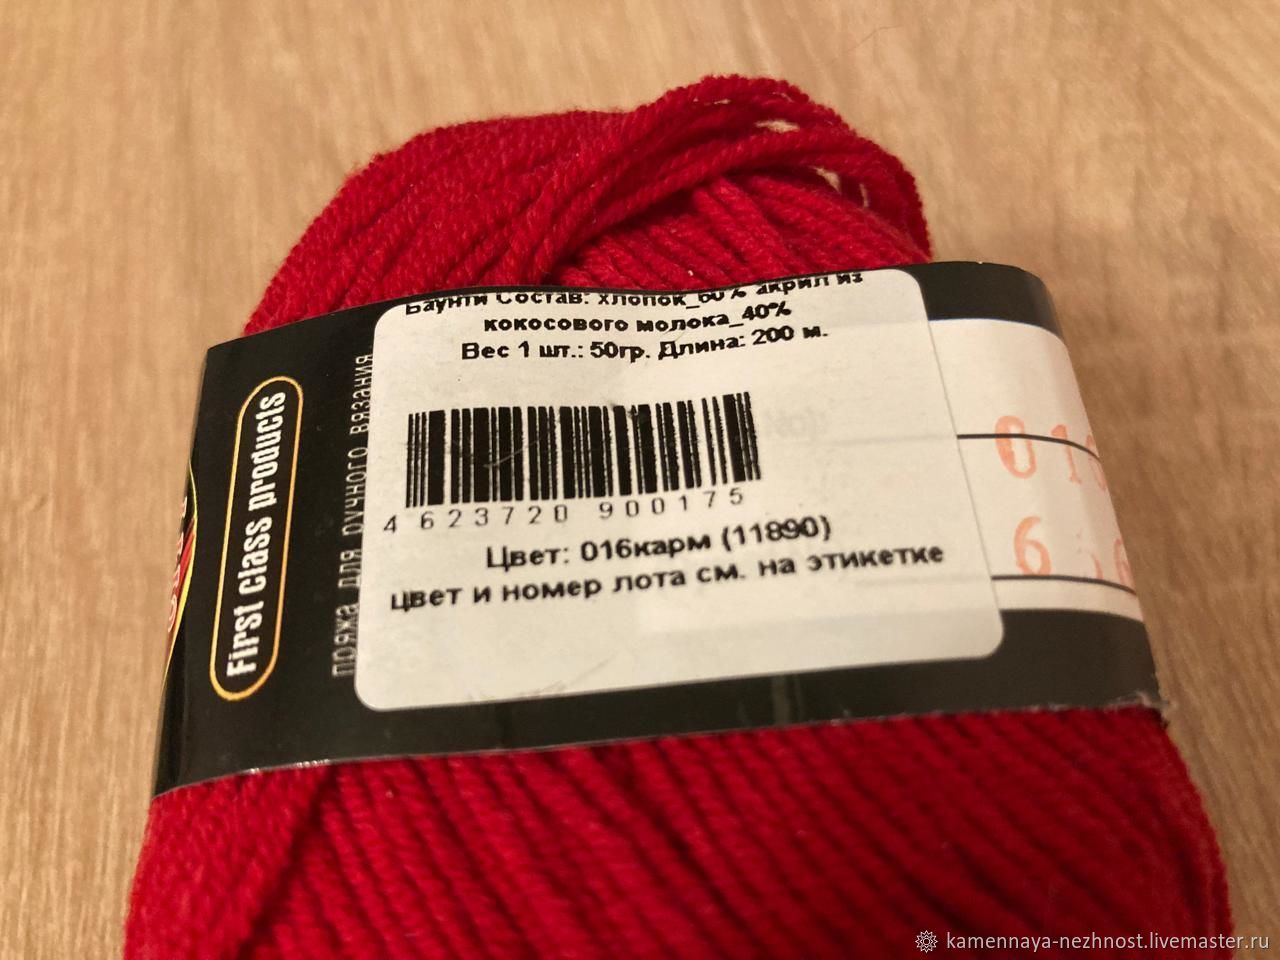 Баунти Состав: хлопок_60% акрил из
кокосового молока_40%
Вес 1 шт.: 50гр. Длина: 200 м.
4 623720 900175
Цвет: 016карм (11890)
цвет и номер лота см. на этикетке
First class products
пряжа для ручного вязания
kamennaya-nezhnost.livemaster.ru